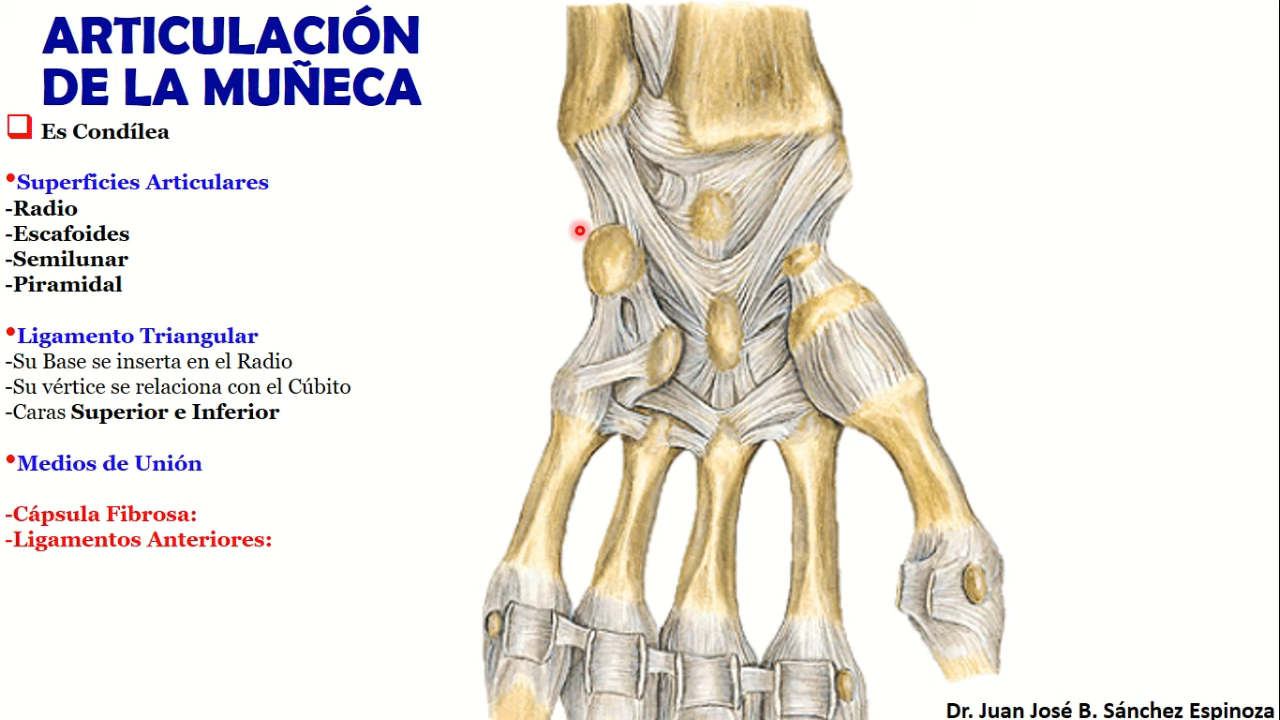 ARTICULACIÓN
DE LA MUÑECA
Es Condílea
•Superficies Articulares
-Radio
-Escafoides
-Semilunar
-Piramidal
•Ligamento Triangular
-Su Base se inserta en el Radio
-Su vértice se relaciona con el Cúbito
-Caras Superior e Inferior
•Medios de Unión
-Cápsula Fibrosa:
-Ligamentos Anteriores:
Dr. Juan José B. Sánchez Espinoza